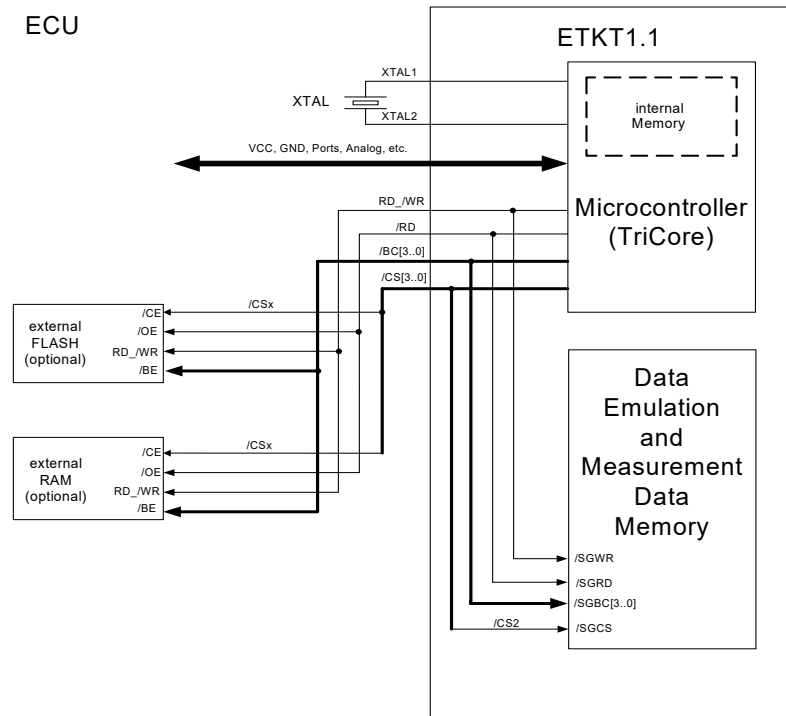 ECU
ETKT1.1
XTAL1
XTAL
XTAL2
internal
Memory
VCC, GND, Ports, Analog, etc.
Microcontroller
(TriCore)
RD_/WR
/RD
/BC[3..0]
/CS[3..0]
/CSx
external
FLASH
(optional)
/CE
/OE
RD_/WR
/BE
/CSx
external
RAM
(optional)
/CE
/OE
RD_/WR
/BE
Data
Emulation
and
Measurement
Data
Memory
/SGWR
/SGRD
/SGBC[3..0]
/CS2
/SGCS